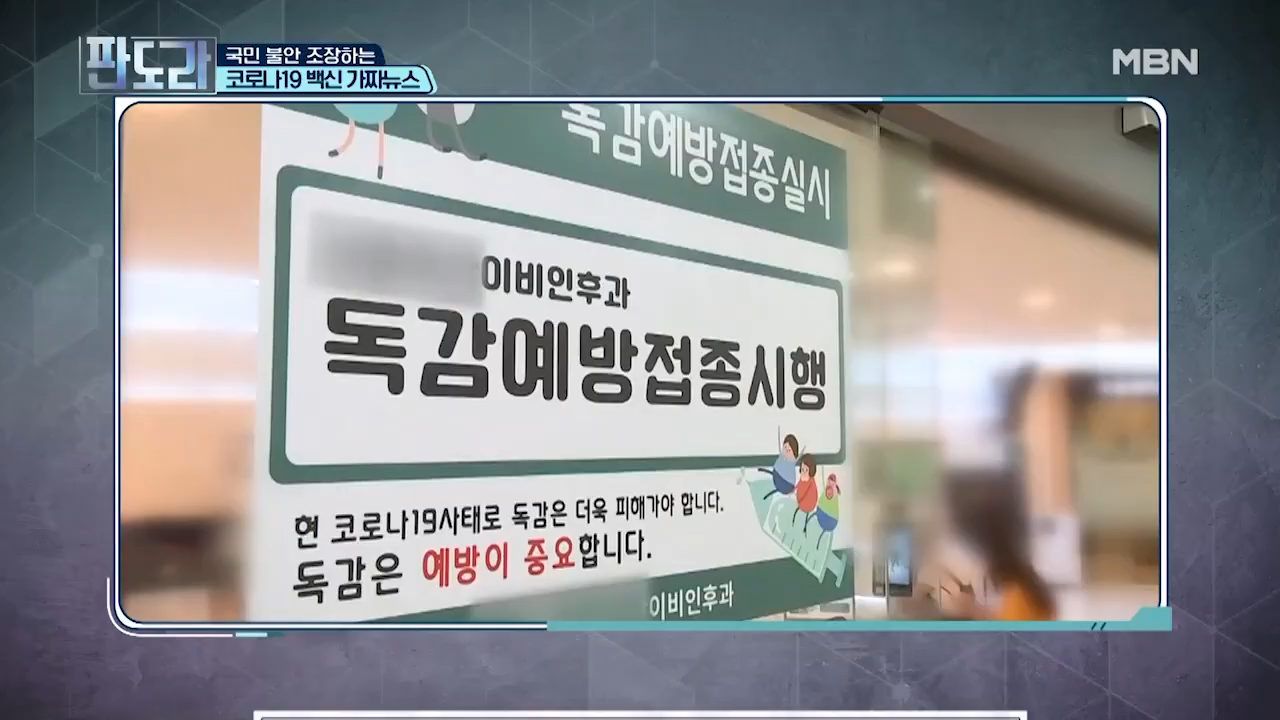 판도라
국민 불안 조장하는
코로나19 백신 가짜뉴스
MBN
독감예방접종실시
이비인후과
독감예방접종시행
현 코로나19사태로 독감은 더욱 피해가야 합니다.
독감은 예방이 중요합니다.
이비인후과